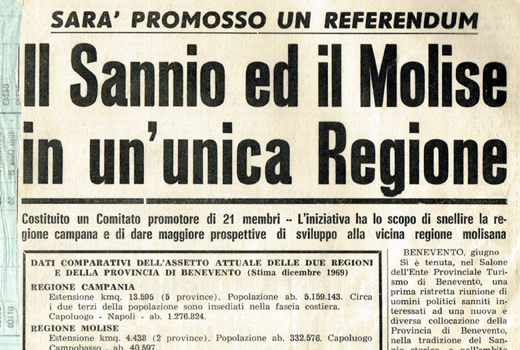 SARA' PROMOSSO UN REFERENDUM
Il Sannio ed il Molise
in un'unica Regione
Costituito un Comitato promotore di 21 membri -- L'iniziativa ha lo scopo di snellire la re-
gione campana e di dare maggiore prospettive di sviluppo alla vicina regione molisana
DATI COMPARATIVI DELL'ASSETTO ATTUALE DELLE DUE REGIONI
E DELLA PROVINCIA DI BENEVENTO (Stima dicembre 1969)
REGIONE CAMPANIA
Estensione kmq. 13.595 (5 province). Popolazione ab. 5.159.143. Circa
i due terzi della popolazione sono insediati nella fascia costiera.
Capoluogo - Napoli - ab. 1.276.824.
REGIONE MOLISE
Estensione kmq. 4.438 (2 province). Popolazione ab. 332.576. Capoluogo
Campobasso - ab. 40.597.
BENEVENTO, giugno
Si è tenuta, nel Salone
dell'Ente Provinciale Turi-
smo di Benevento, una
prima ristretta riunione di
uomini politici sanniti in-
teressati ad una nuova e
diversa collocazione della
Provincia di Benevento,
nella tradizione del San-
nio storico e nell'ambito